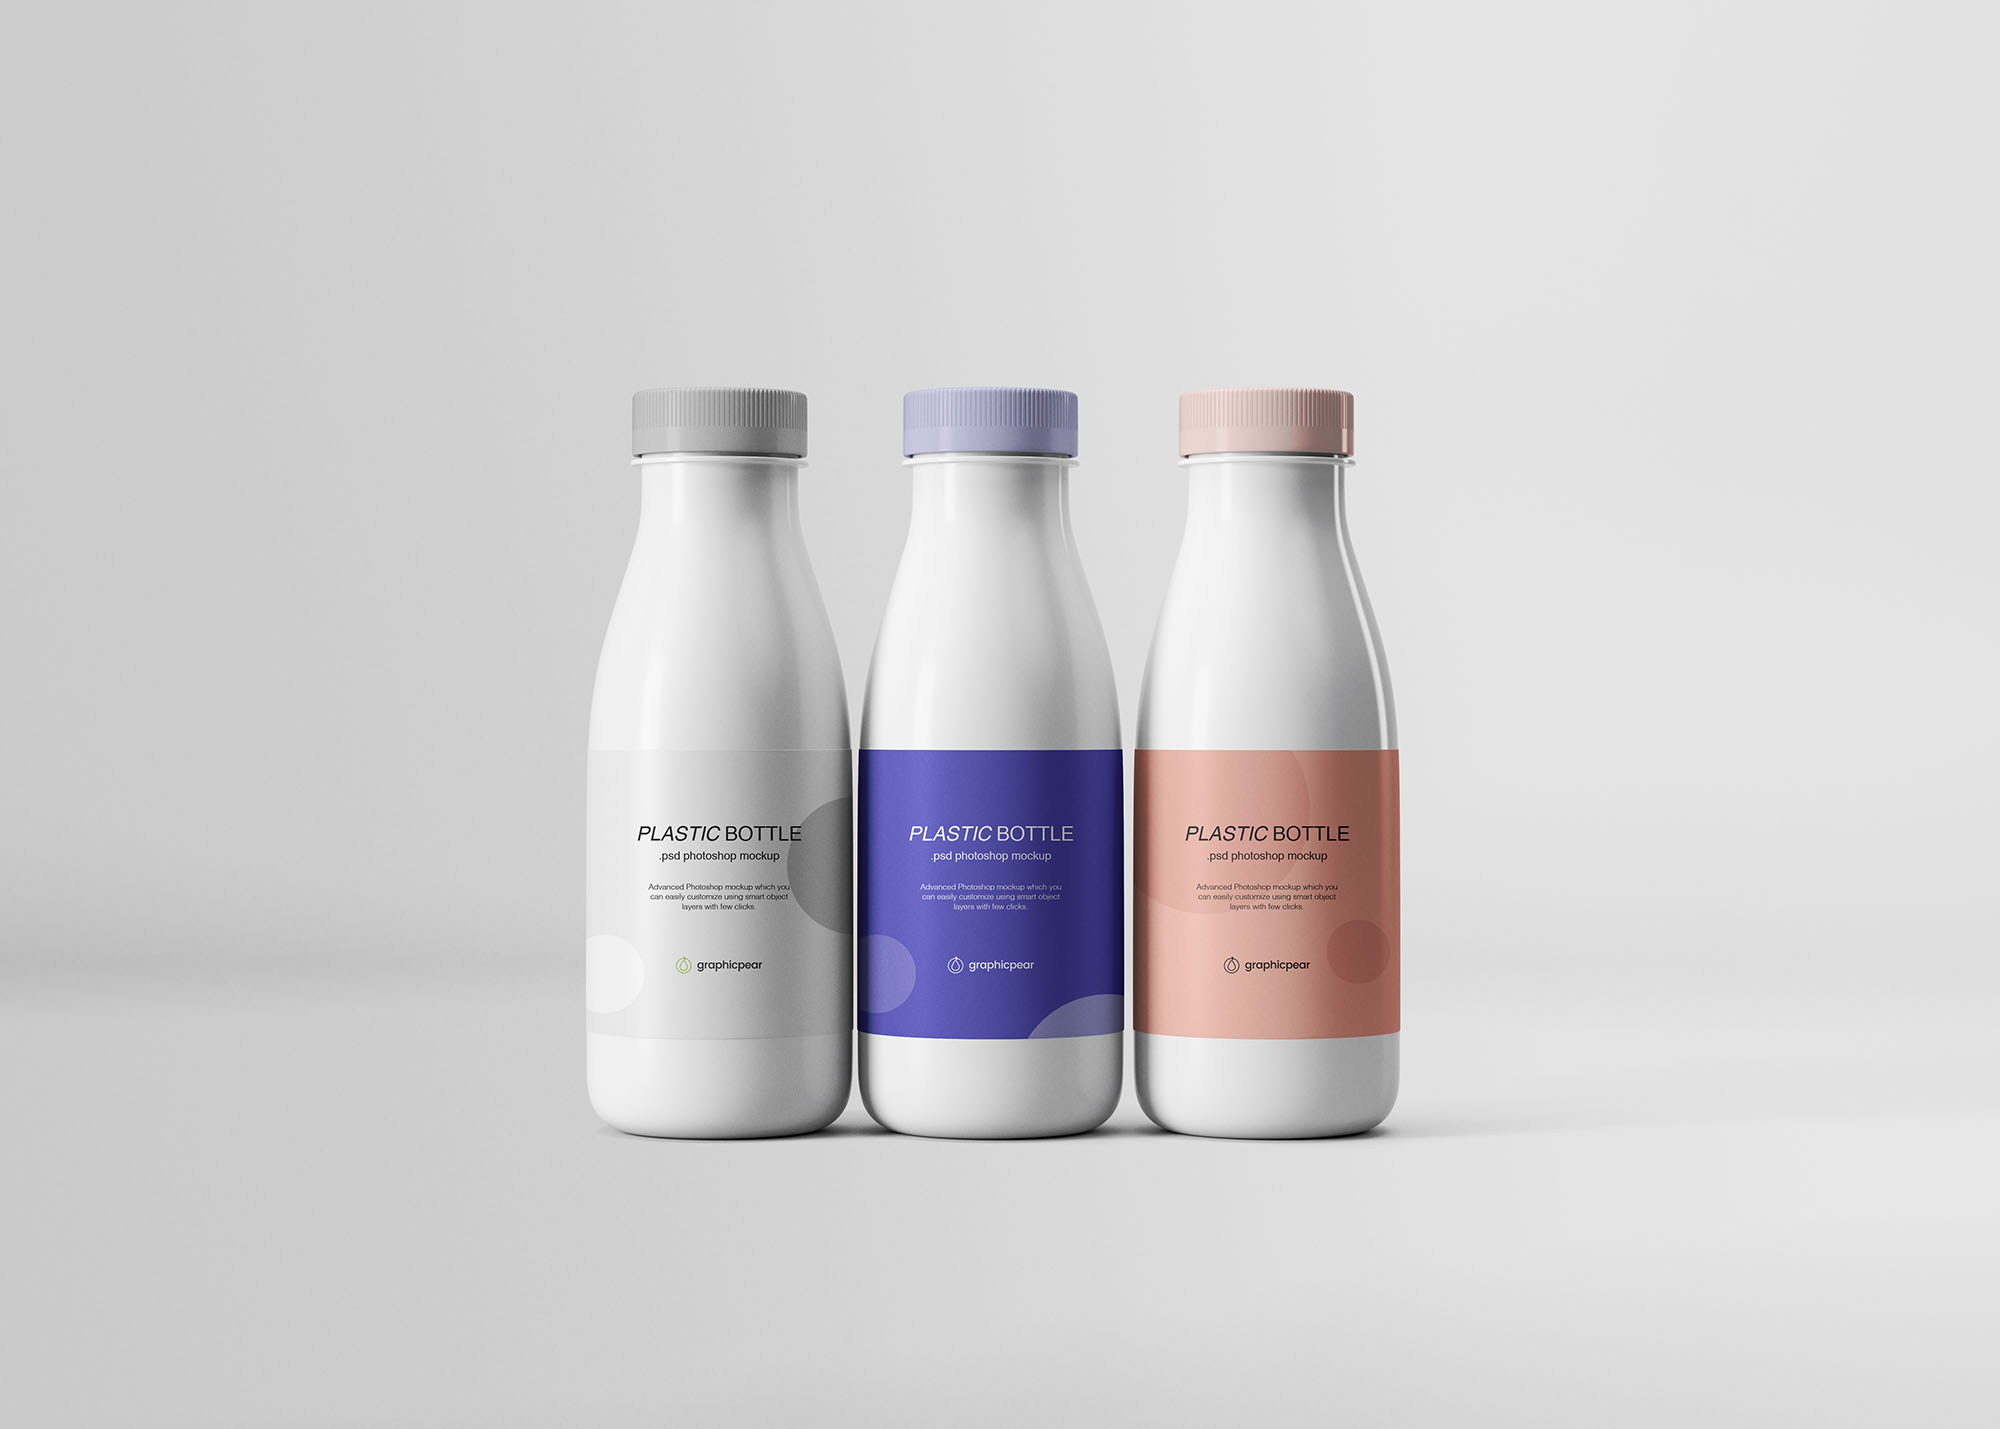 PLASTIC BOTTLE
.psd photoshop mockup
Advanced Photoshop mockup which you
can easily customize using smart object
layers with few clicks.
graphicpear
PLASTIC BOTTLE
.psd photoshop mockup
Advanced Photoshop mockup which you
can easily customize using smart object
layers with few clicks.
graphicpear
PLASTIC BOTTLE
.psd photoshop mockup
Advanced Photoshop mockup which you
can easily customize using smart object
layers with few clicks.
graphicpear